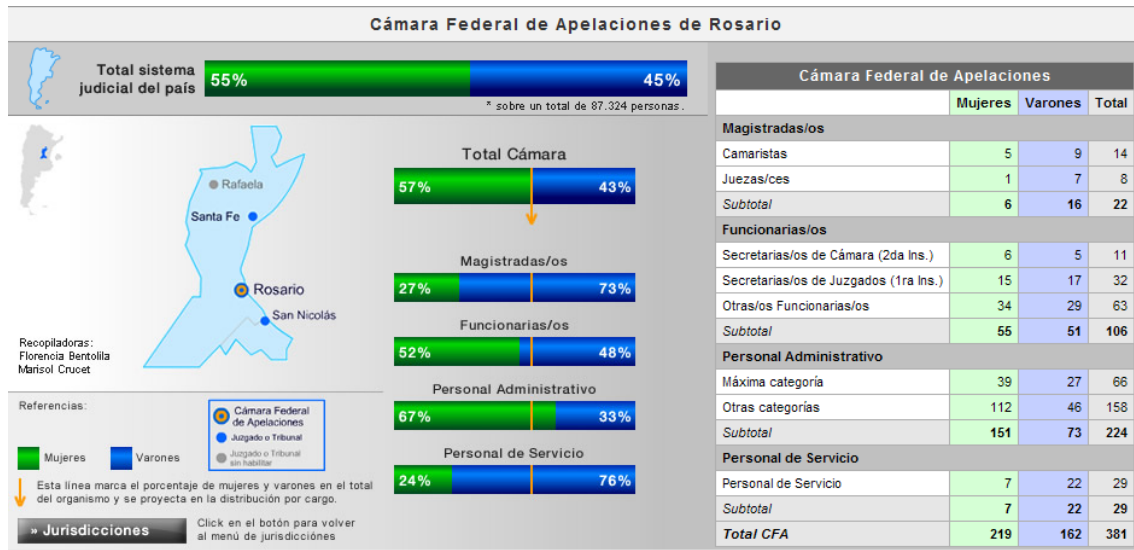 Cámara Federal de Apelaciones de Rosario
Total sistema
judicial del país
55%
45%
* sobre un total de 87.324 personas.
Rafaela
Santa Fe
Rosario
San Nicolás
Recopiladoras:
Florencia Bentolila
Marisol Crucet
Referencias:
Mujeres
Varones
Cámara Federal
de Apelaciones
Juzgado o Tribunal
Juzgado o Tribunal
sin habilitar
Esta línea marca el porcentaje de mujeres y varones en el total
del organismo y se proyecta en la distribución por cargo.
» Jurisdicciones
Click en el botón para volver
al menú de jurisdicciónes
Total Cámara
57% 43%
Magistradas/os
27% 73%
Funcionarias/os
52% 48%
Personal Administrativo
67% 33%
Personal de Servicio
24% 76%
Cámara Federal de Apelaciones
Mujeres Varones Total
Magistradas/os
Camaristas 5 9 14
Juezas/ces 1 7 8
Subtotal 6 16 22
Funcionarias/os
Secretarias/os de Cámara (2da Ins.) 6 5 11
Secretarias/os de Juzgados (1ra Ins.) 15 17 32
Otras/os Funcionarias/os 34 29 63
Subtotal 55 51 106
Personal Administrativo
Máxima categoría 39 27 66
Otras categorías 112 46 158
Subtotal 151 73 224
Personal de Servicio
Personal de Servicio 7 22 29
Subtotal 7 22 29
Total CFA 219 162 381